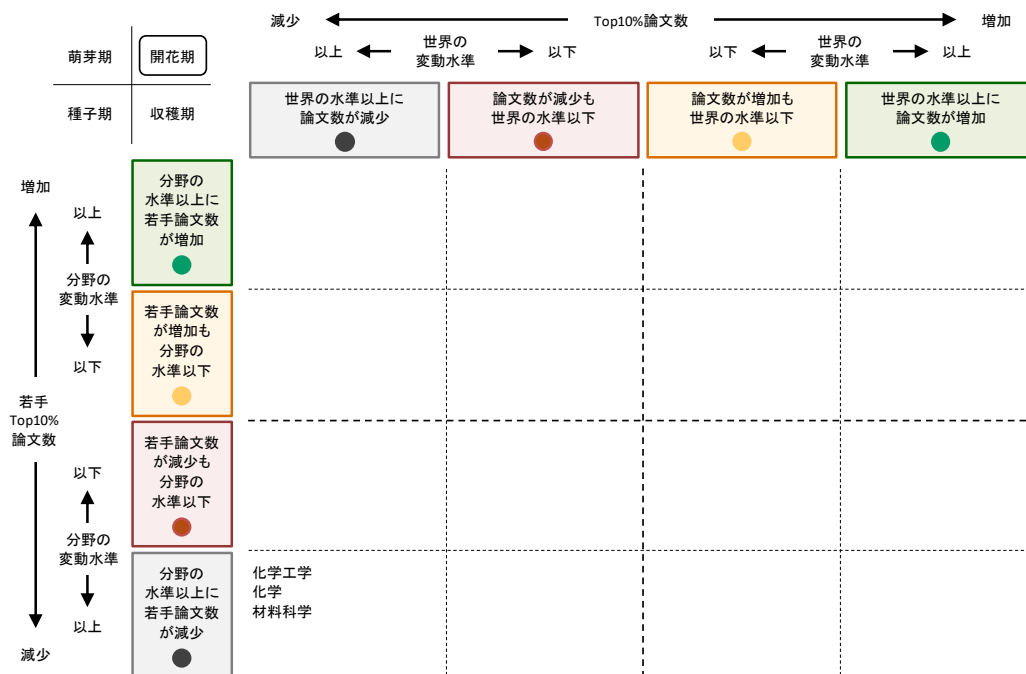 減少
Top10%論文数
増加
以上
世界の
変動水準
以下
以下
世界の
変動水準
以上
萌芽期
開花期
種子期
収穫期
世界の水準以上に
論文数が減少
論文数が減少も
世界の水準以下
論文数が増加も
世界の水準以下
世界の水準以上に
論文数が増加
増加
以上
分野の
変動水準
以下
若手
Top10%
論文数
以下
分野の
変動水準
以上
減少
分野の
水準以上に
若手論文数
が増加
若手論文数
が増加も
分野の
水準以下
若手論文数
が減少も
分野の
水準以下
分野の
水準以上に
若手論文数
が減少
化学工学
化学
材料科学